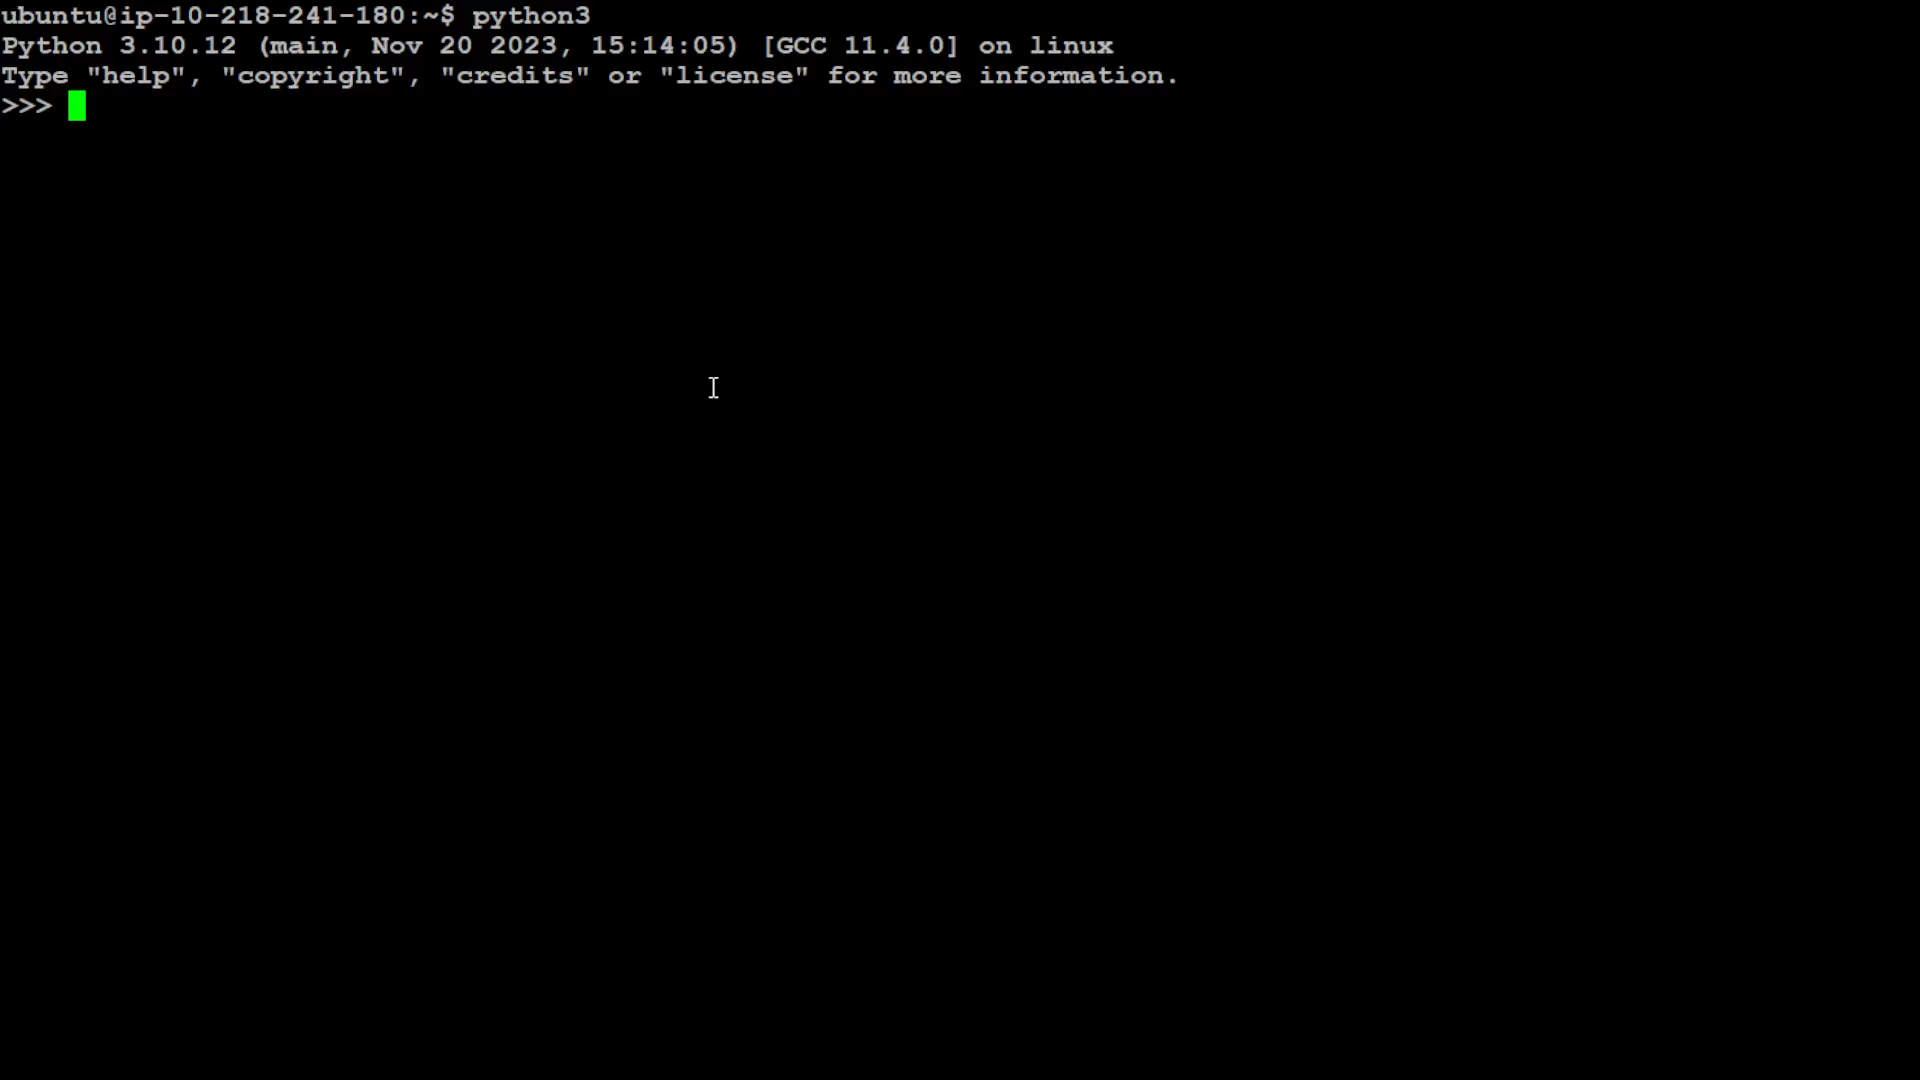 ubuntu@ip-10-218-241-180:~$ python3
Python 3.10.12 (main, Nov 20 2023, 15:14:05) [GCC 11.4.0] on linux
Type "help", "copyright", "credits" or "license" for more information.
>>>